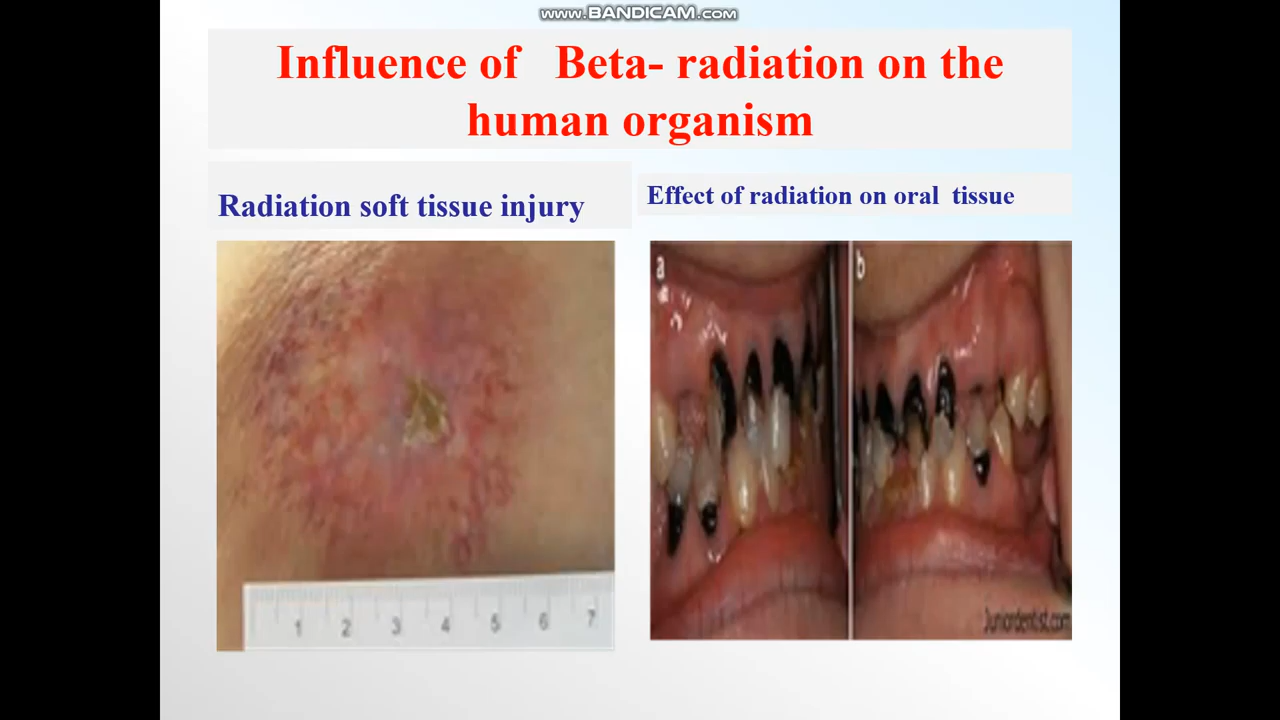 www.BANDICAM.com
Influence of Beta- radiation on the
human organism
Radiation soft tissue injury
Effect of radiation on oral tissue
a
b
1 2 3 4 5 6 7
Juniordentist.com